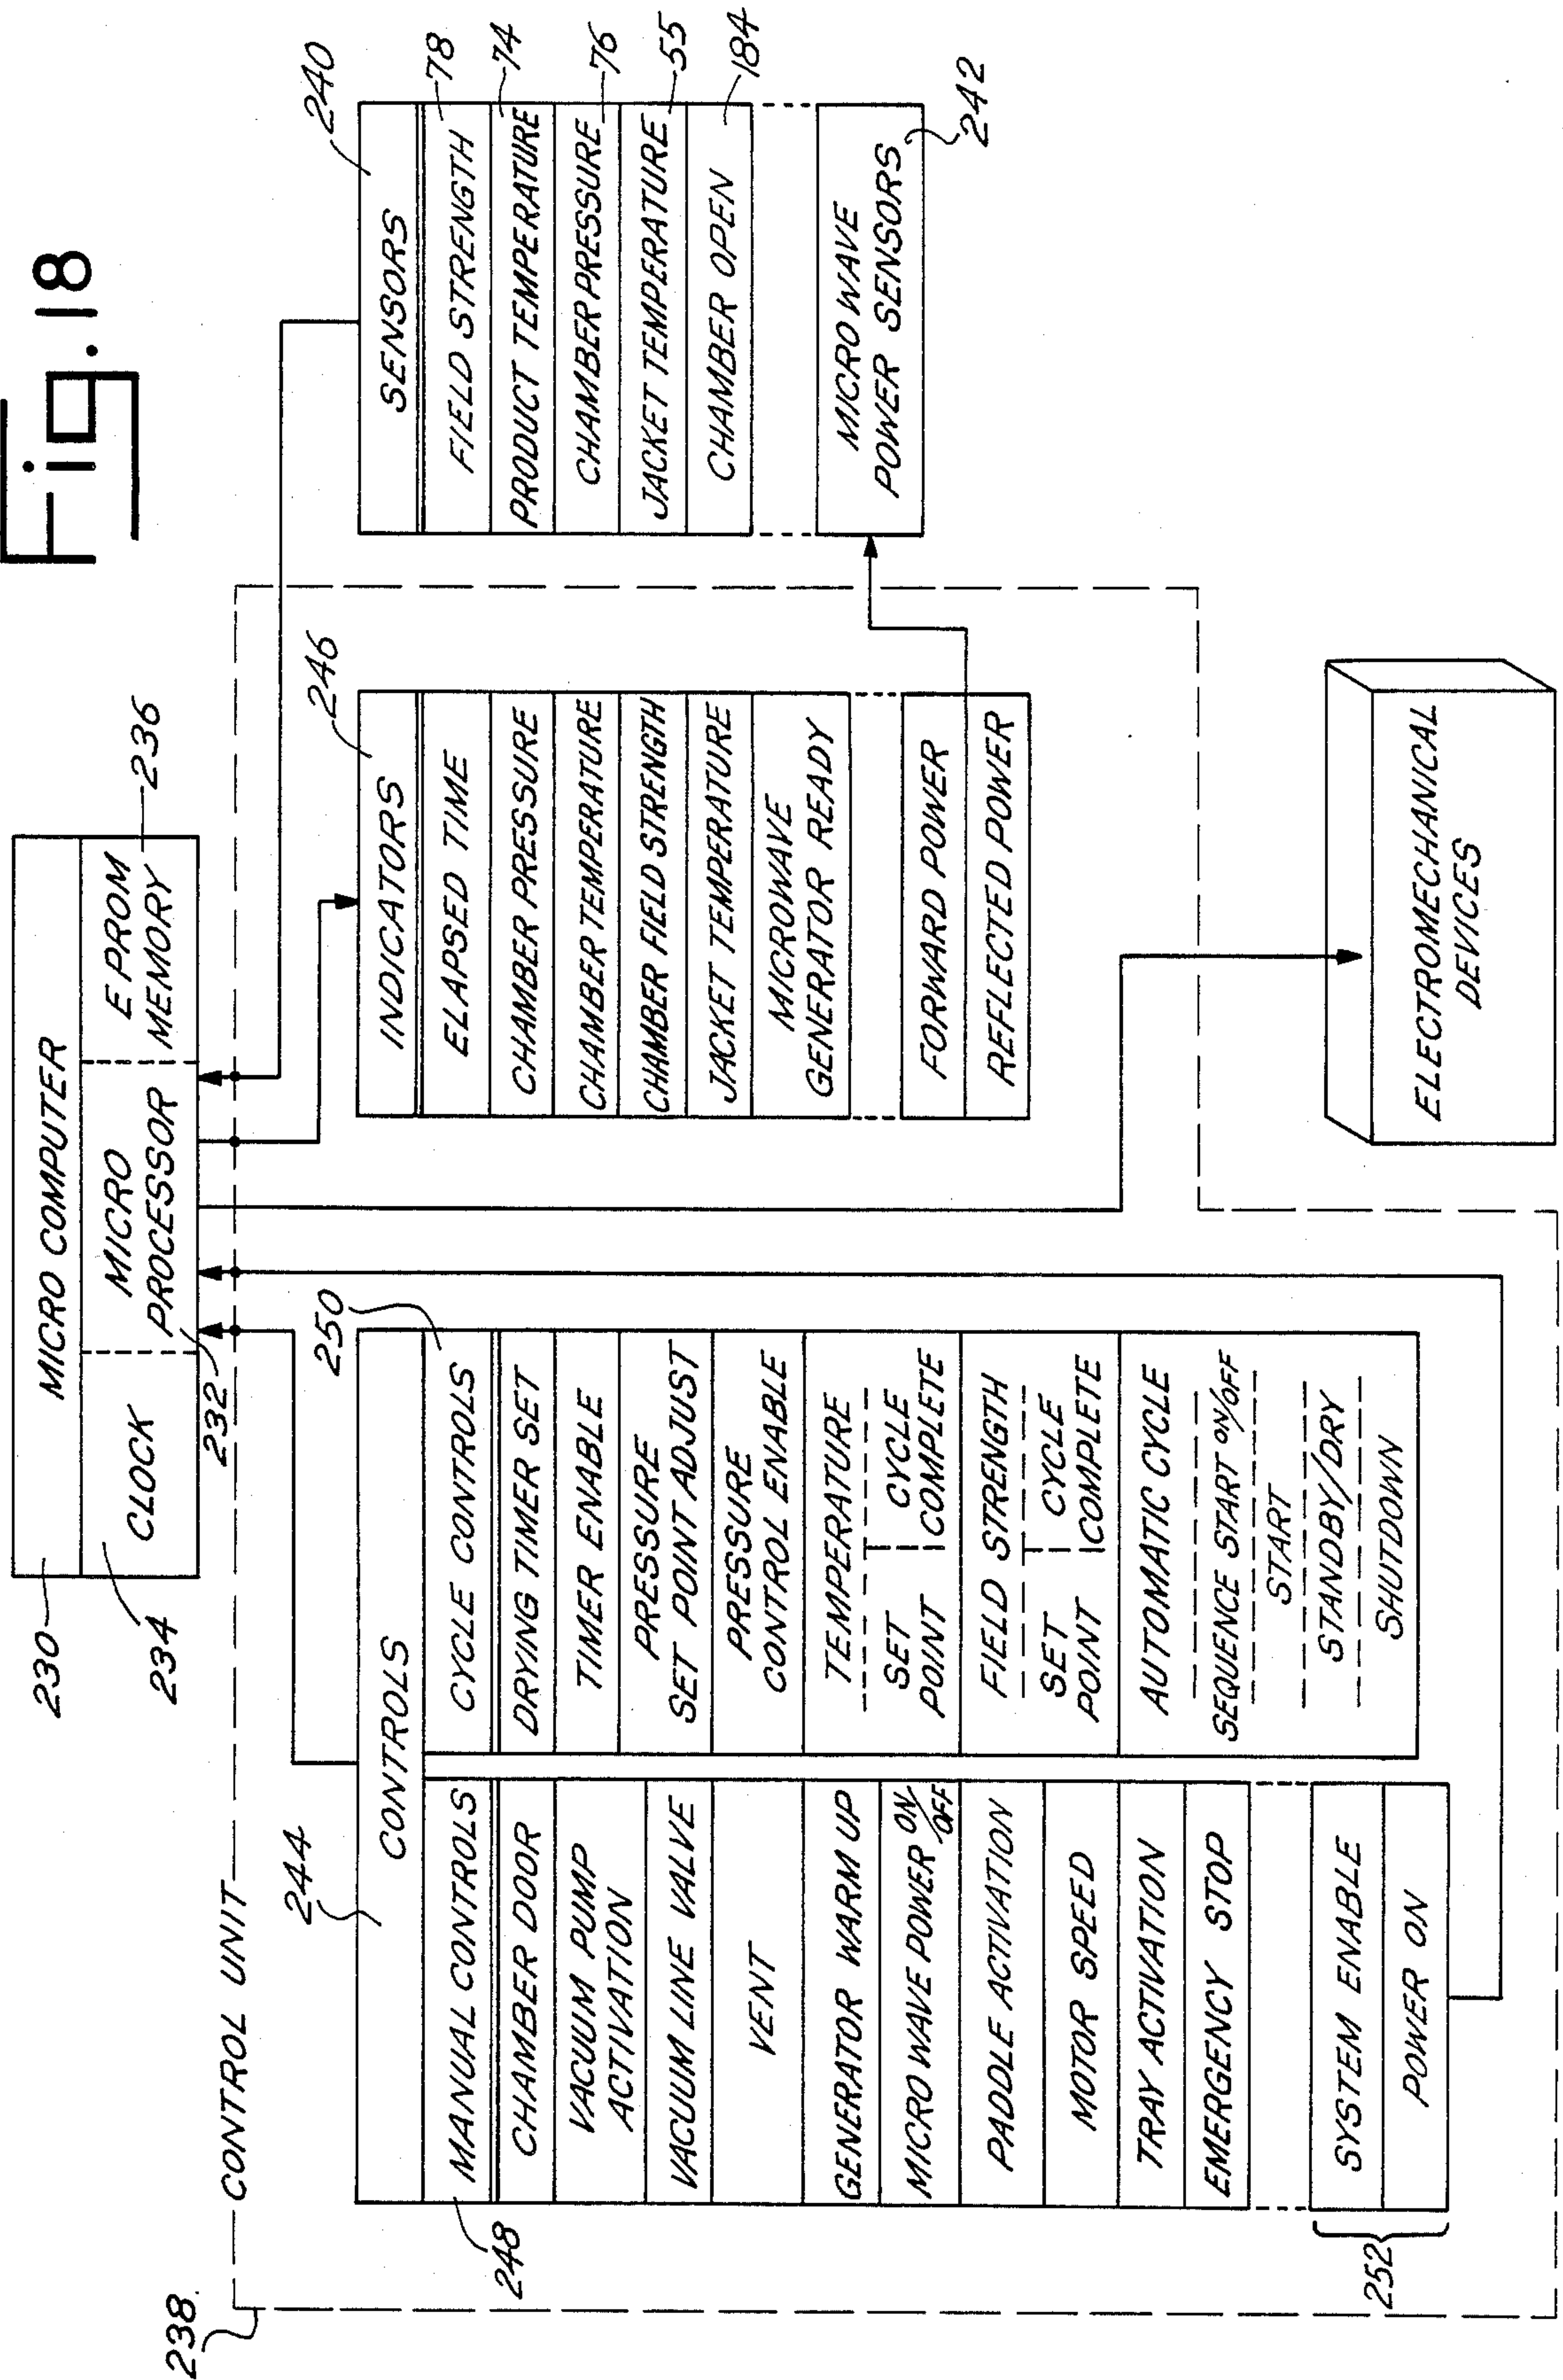 Fig. 18
230
MICRO COMPUTER
234
CLOCK
232
MICRO
PROCESSOR
E PROM
MEMORY
236
238
CONTROL UNIT
244
CONTROLS
248
MANUAL CONTROLS
CHAMBER DOOR
VACUUM PUMP
ACTIVATION
VACUUM LINE VALVE
VENT
GENERATOR WARM UP
MICRO WAVE POWER ON/OFF
PADDLE ACTIVATION
MOTOR SPEED
TRAY ACTIVATION
EMERGENCY STOP
252
SYSTEM ENABLE
POWER ON
250
CYCLE CONTROLS
DRYING TIMER SET
TIMER ENABLE
PRESSURE
SET POINT ADJUST
PRESSURE
CONTROL ENABLE
TEMPERATURE
SET
POINT
CYCLE
COMPLETE
FIELD STRENGTH
SET
POINT
CYCLE
COMPLETE
AUTOMATIC CYCLE
SEQUENCE START ON/OFF
START
STANDBY/DRY
SHUTDOWN
246
INDICATORS
ELAPSED TIME
CHAMBER PRESSURE
CHAMBER TEMPERATURE
CHAMBER FIELD STRENGTH
JACKET TEMPERATURE
MICROWAVE
GENERATOR READY
FORWARD POWER
REFLECTED POWER
240
SENSORS
FIELD STRENGTH 78
PRODUCT TEMPERATURE 74
CHAMBER PRESSURE 76
JACKET TEMPERATURE 55
CHAMBER OPEN 184
MICRO WAVE
POWER SENSORS
242
ELECTROMECHANICAL
DEVICES